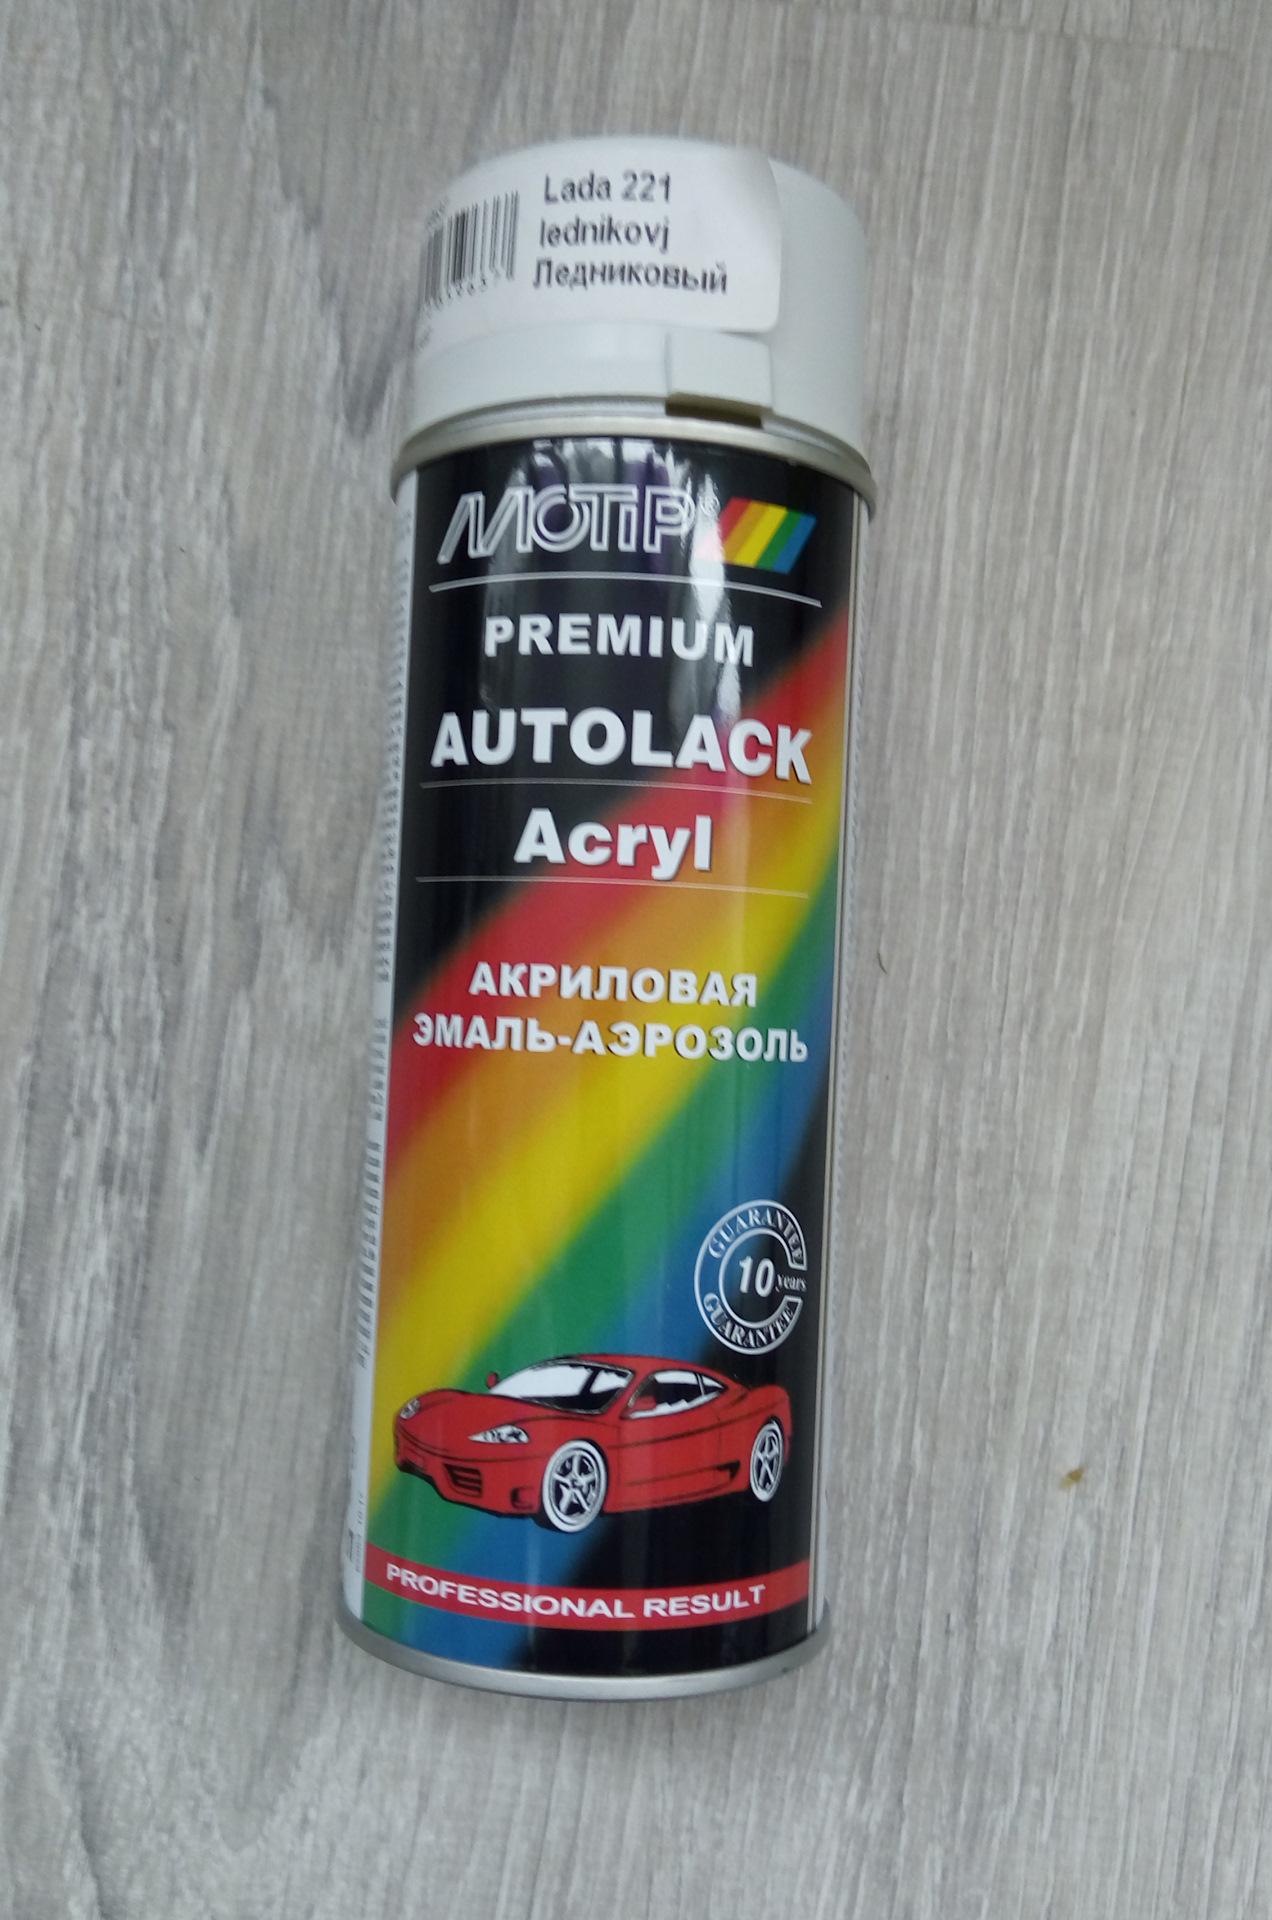 Lada 221
lednikovj
Ледниковый
MOTIP®
PREMIUM
AUTOLACK
Acryl
АКРИЛОВАЯ
ЭМАЛЬ-АЭРОЗОЛЬ
GUARANTEE
10 years
GUARANTEE
PROFESSIONAL RESULT